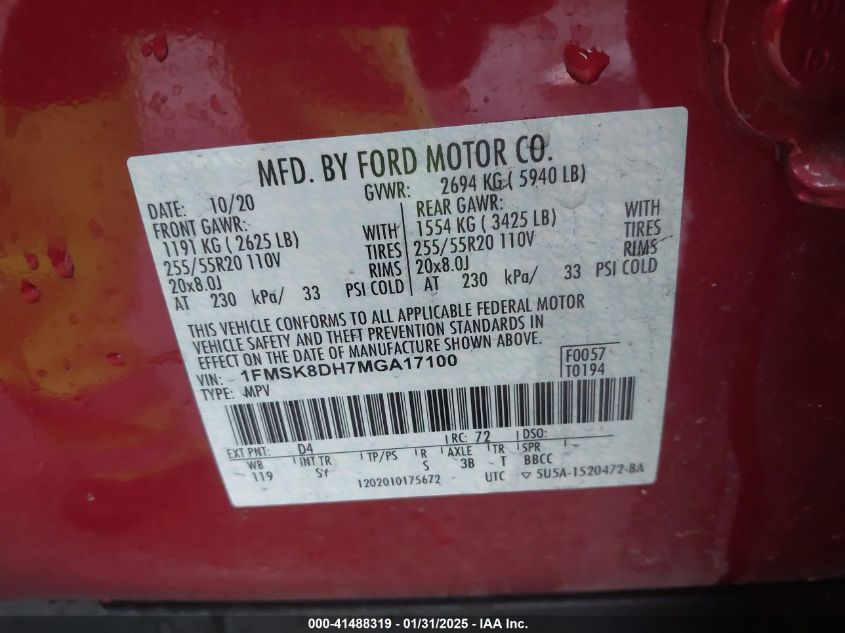 MFD. BY FORD MOTOR CO.
DATE: 10/20 GVWR: 2694 KG ( 5940 LB)
FRONT GAWR: REAR GAWR:
1191 KG ( 2625 LB) WITH 1554 KG ( 3425 LB) WITH
255/55R20 110V TIRES 255/55R20 110V TIRES
20x8.0J RIMS 20x8.0J RIMS
AT 230 kPa/ 33 PSI COLD AT 230 kPa/ 33 PSI COLD
THIS VEHICLE CONFORMS TO ALL APPLICABLE FEDERAL MOTOR
VEHICLE SAFETY AND THEFT PREVENTION STANDARDS IN
EFFECT ON THE DATE OF MANUFACTURE SHOWN ABOVE.
VIN: 1FMSK8DH7MGA17100 F0057
TYPE: MPV T0194
EXT PNT: D4 RC: 72 DSO:
WB INT TR TP/PS R AXLE TR SPR
119 SY S 3B T BBCC
1202010175672 UTC ▽ 5U5A-1520472-BA
000-41488319 / 01/31/2025 - IAA Inc.